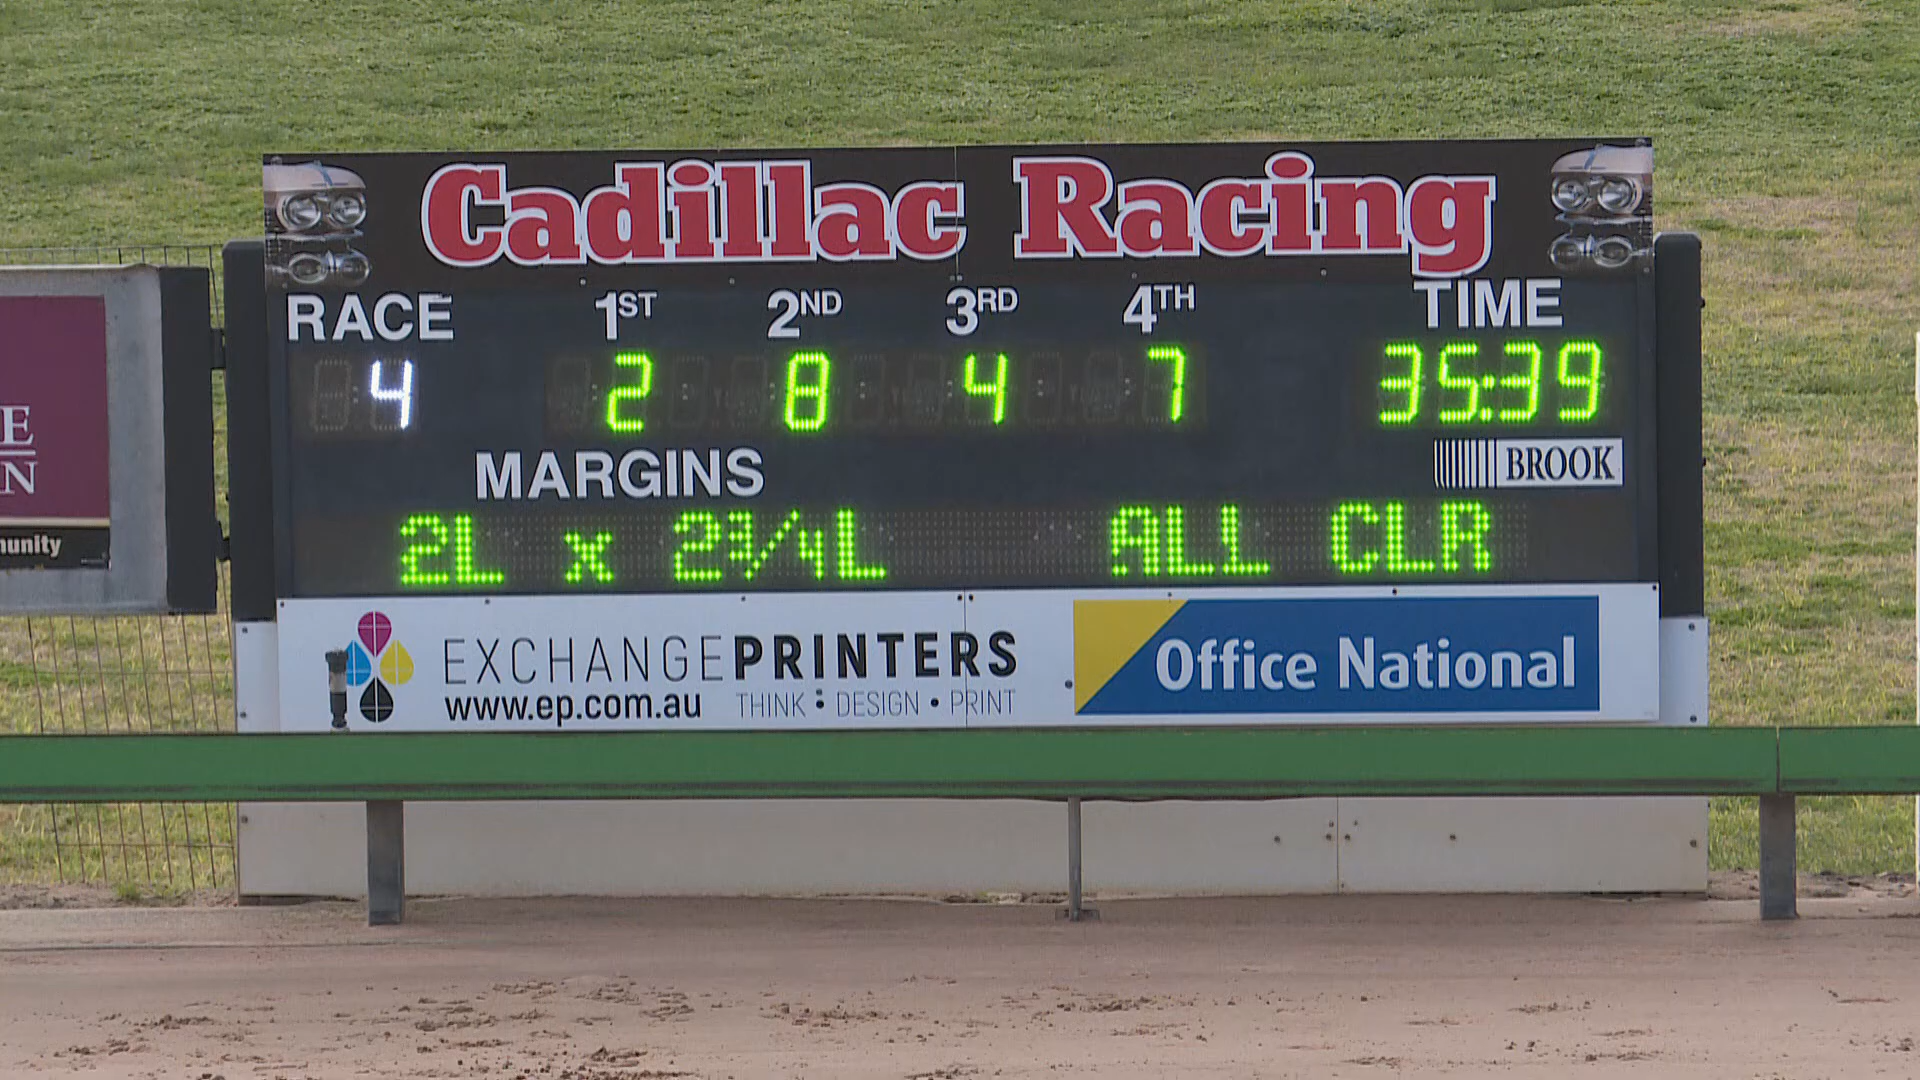 Cadillac Racing
RACE 1ST 2ND 3RD 4TH TIME
4 2 8 4 7 35:39
MARGINS
BROOK
2L x 2¾L ALL CLR
EXCHANGEPRINTERS
www.ep.com.au THINK • DESIGN • PRINT
Office National
E
N
unity